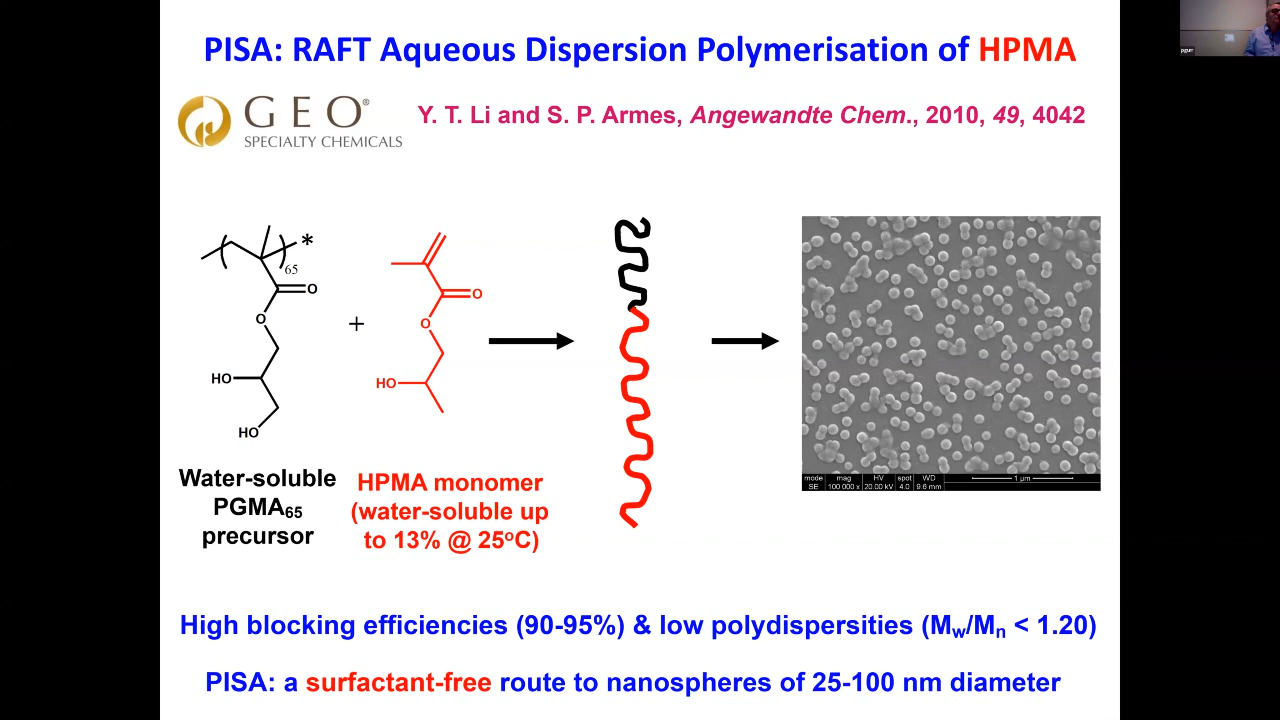 PISA: RAFT Aqueous Dispersion Polymerisation of HPMA
GEO®
SPECIALTY CHEMICALS
Y. T. Li and S. P. Armes, Angewandte Chem., 2010, 49, 4042
*
65
O
O
HO
HO
+
O
O
HO
Water-soluble
PGMA₆₅
precursor
HPMA monomer
(water-soluble up
to 13% @ 25°C)
mode mag HV spot WD
SE 100 000 x 20.00 kV 4.0 9.6 mm
1 µm
High blocking efficiencies (90-95%) & low polydispersities (Mw/Mn < 1.20)
PISA: a surfactant-free route to nanospheres of 25-100 nm diameter